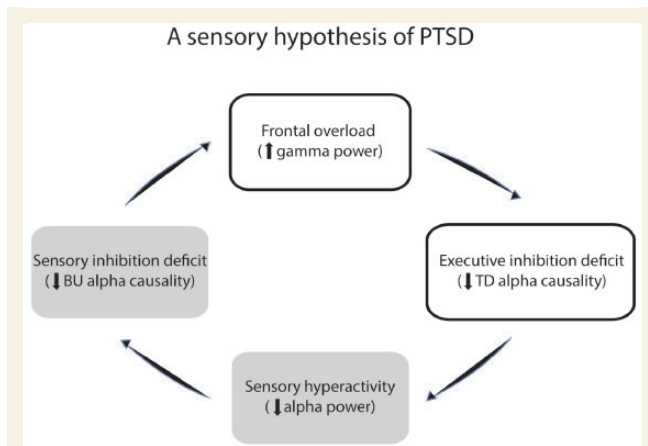 A sensory hypothesis of PTSD
Frontal overload
(⬆gamma power)
Sensory inhibition deficit
(⬇BU alpha causality)
Executive inhibition deficit
(⬇TD alpha causality)
Sensory hyperactivity
(⬇alpha power)